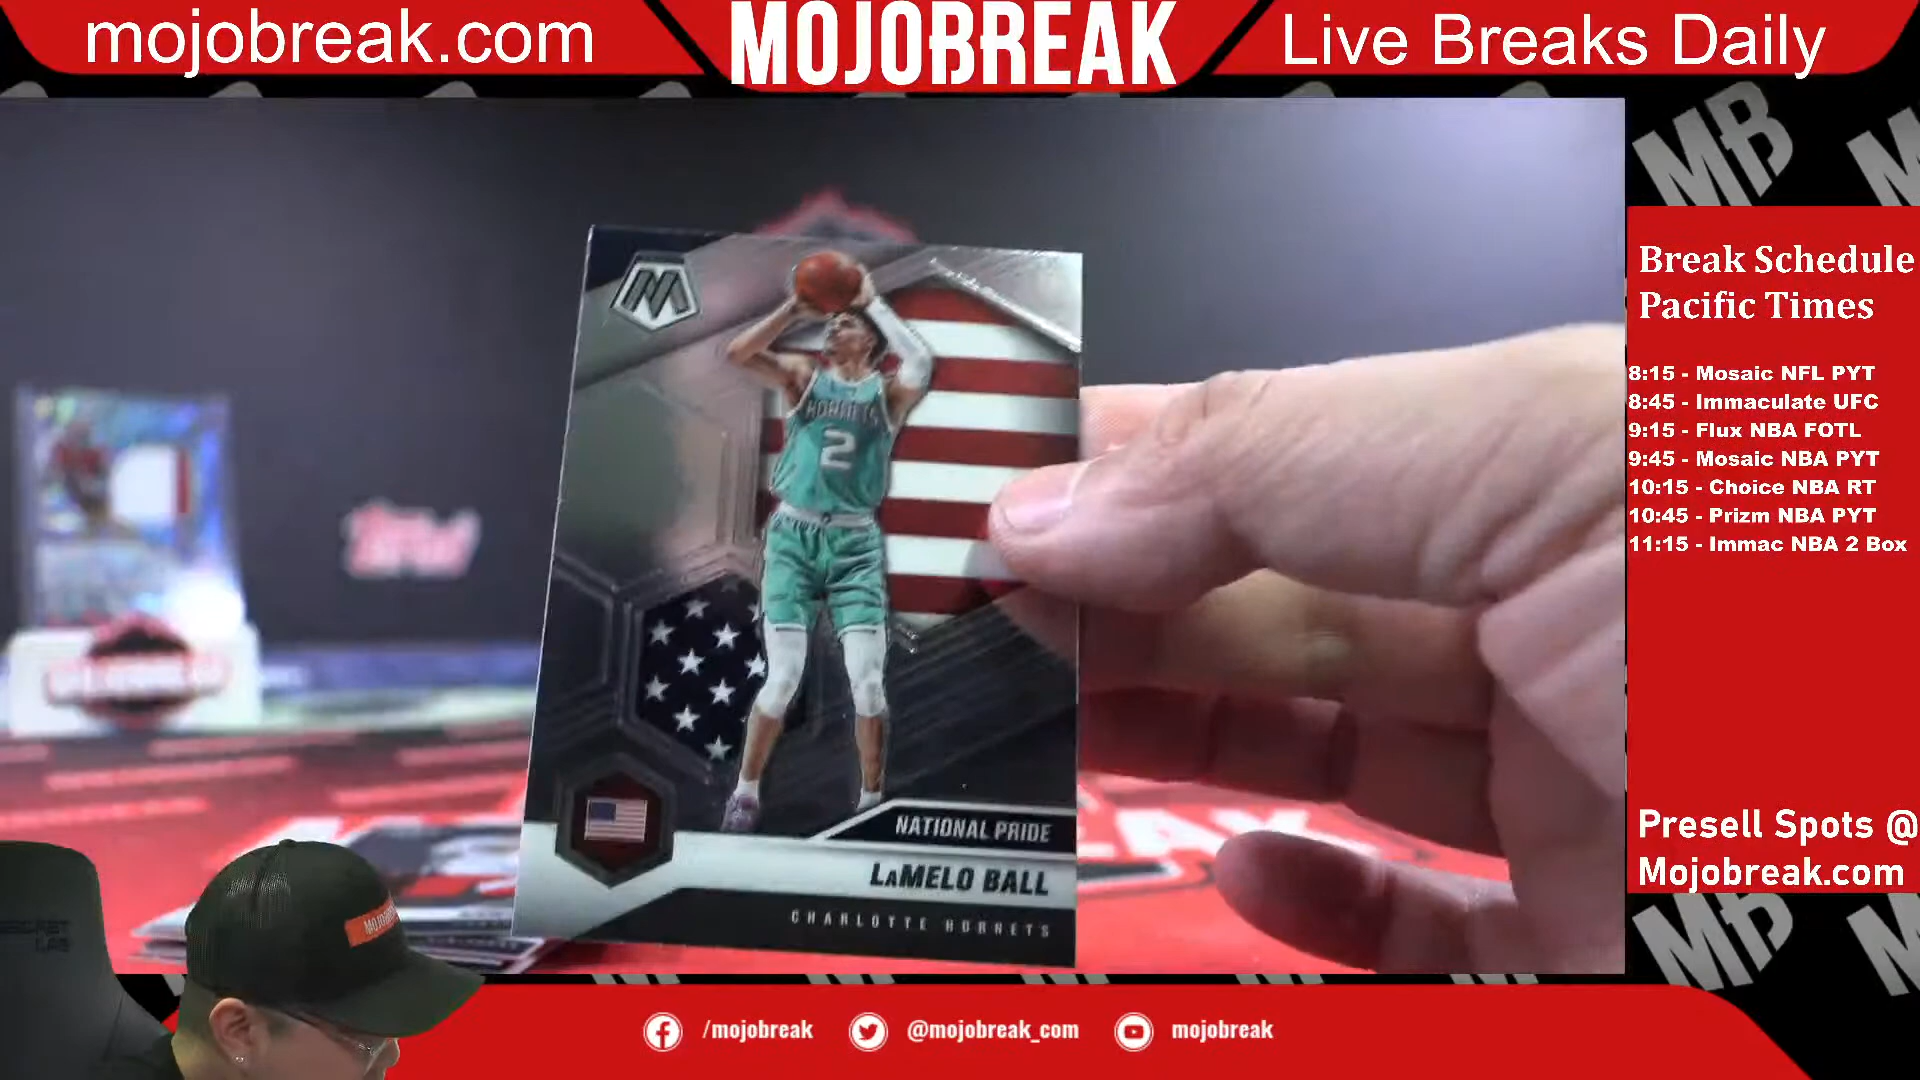 mojobreak.com
MOJOBREAK
Live Breaks Daily
Break Schedule
Pacific Times
8:15 - Mosaic NFL PYT
8:45 - Immaculate UFC
9:15 - Flux NBA FOTL
9:45 - Mosaic NBA PYT
10:15 - Choice NBA RT
10:45 - Prizm NBA PYT
11:15 - Immac NBA 2 Box
Presell Spots @
Mojobreak.com
MB
MB
M
HORNETS
2
NATIONAL PRIDE
LaMELO BALL
CHARLOTTE HORNETS
/mojobreak
@mojobreak_com
mojobreak